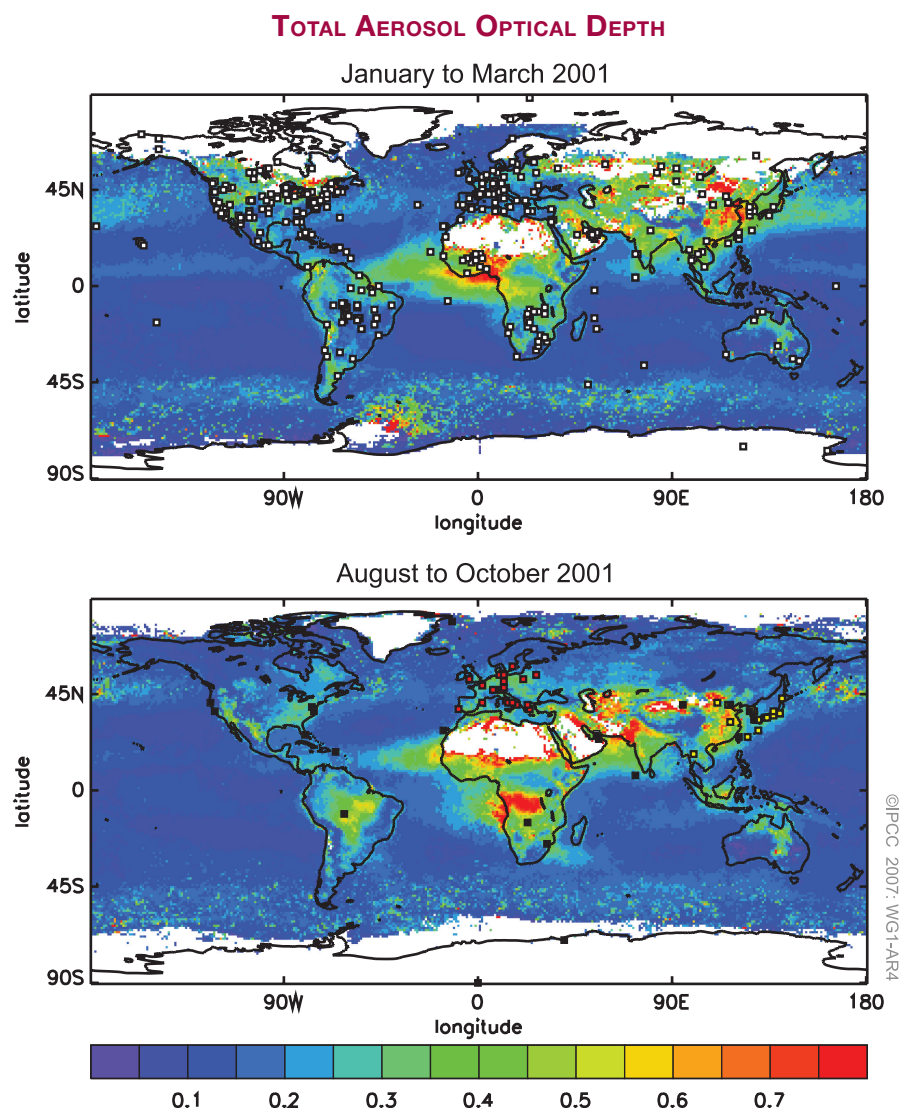 Total Aerosol Optical Depth
January to March 2001
latitude
45N
0
45S
90S
90W
0
90E
180
longitude
August to October 2001
latitude
45N
0
45S
90S
90W
0
90E
180
longitude
©IPCC 2007: WG1-AR4
0.1
0.2
0.3
0.4
0.5
0.6
0.7